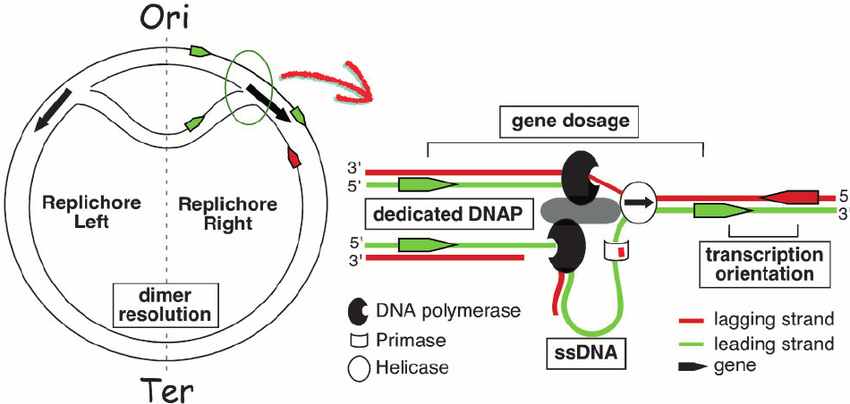 Ori
Replichore
Left
Replichore
Right
dimer
resolution
Ter
gene dosage
3'
5'
dedicated DNAP
5'
3'
5'
3'
transcription
orientation
DNA polymerase
Primase
Helicase
ssDNA
lagging strand
leading strand
gene